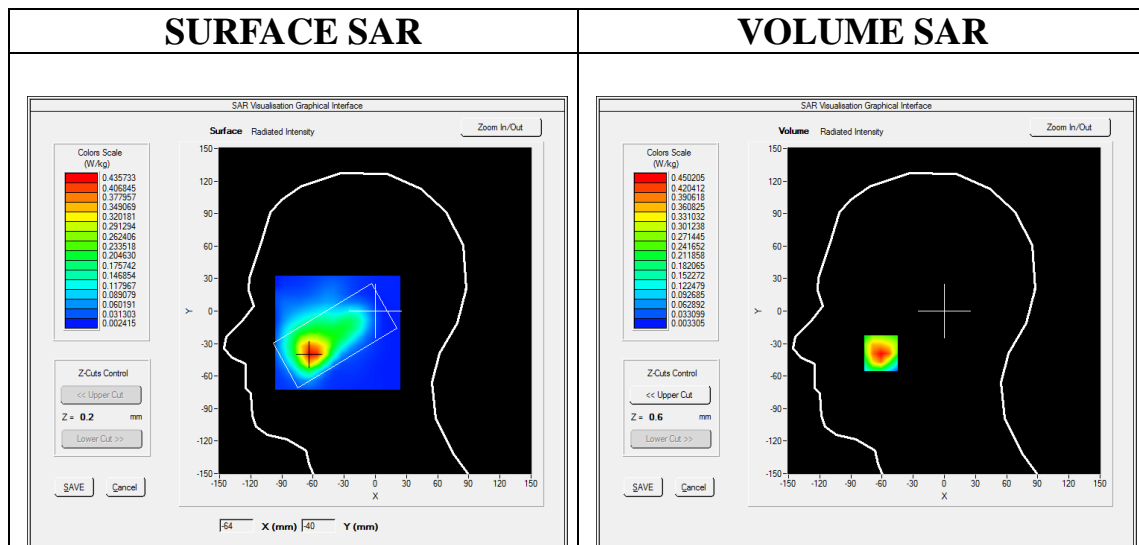 SURFACE SAR
VOLUME SAR
SAR Visualisation Graphical Interface
Surface Radiated Intensity
Zoom In/Out
Colors Scale
(W/kg)
0.435733
0.406845
0.377957
0.349069
0.320181
0.291294
0.262406
0.233518
0.204630
0.175742
0.146854
0.117967
0.089079
0.060191
0.031303
0.002415
150
120
90
60
30
0
-30
-60
-90
-120
-150
Y
-150 -120 -90 -60 -30 0 30 60 90 120 150
X
Z-Cuts Control
<< Upper Cut
Z = 0.2 mm
Lower Cut >>
SAVE Cancel
-64 X (mm) -40 Y (mm)
SAR Visualisation Graphical Interface
Volume Radiated Intensity
Zoom In/Out
Colors Scale
(W/kg)
0.450205
0.420412
0.390618
0.360825
0.331032
0.301238
0.271445
0.241652
0.211858
0.182065
0.152272
0.122479
0.092685
0.062892
0.033099
0.003305
150
120
90
60
30
0
-30
-60
-90
-120
-150
Y
-150 -120 -90 -60 -30 0 30 60 90 120 150
X
Z-Cuts Control
<< Upper Cut
Z = 0.6 mm
Lower Cut >>
SAVE Cancel